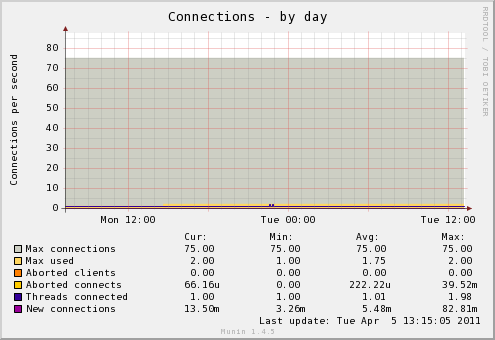 Connections - by day
RRDTOOL / TOBI OETIKER
Connections per second
80
70
60
50
40
30
20
10
0
Mon 12:00 Tue 00:00 Tue 12:00
Cur: Min: Avg: Max:
Max connections 75.00 75.00 75.00 75.00
Max used 2.00 1.00 1.75 2.00
Aborted clients 0.00 0.00 0.00 0.00
Aborted connects 66.16u 0.00 222.22u 39.52m
Threads connected 1.00 1.00 1.01 1.98
New connections 13.50m 3.26m 5.48m 82.81m
Last update: Tue Apr 5 13:15:05 2011
Munin 1.4.5